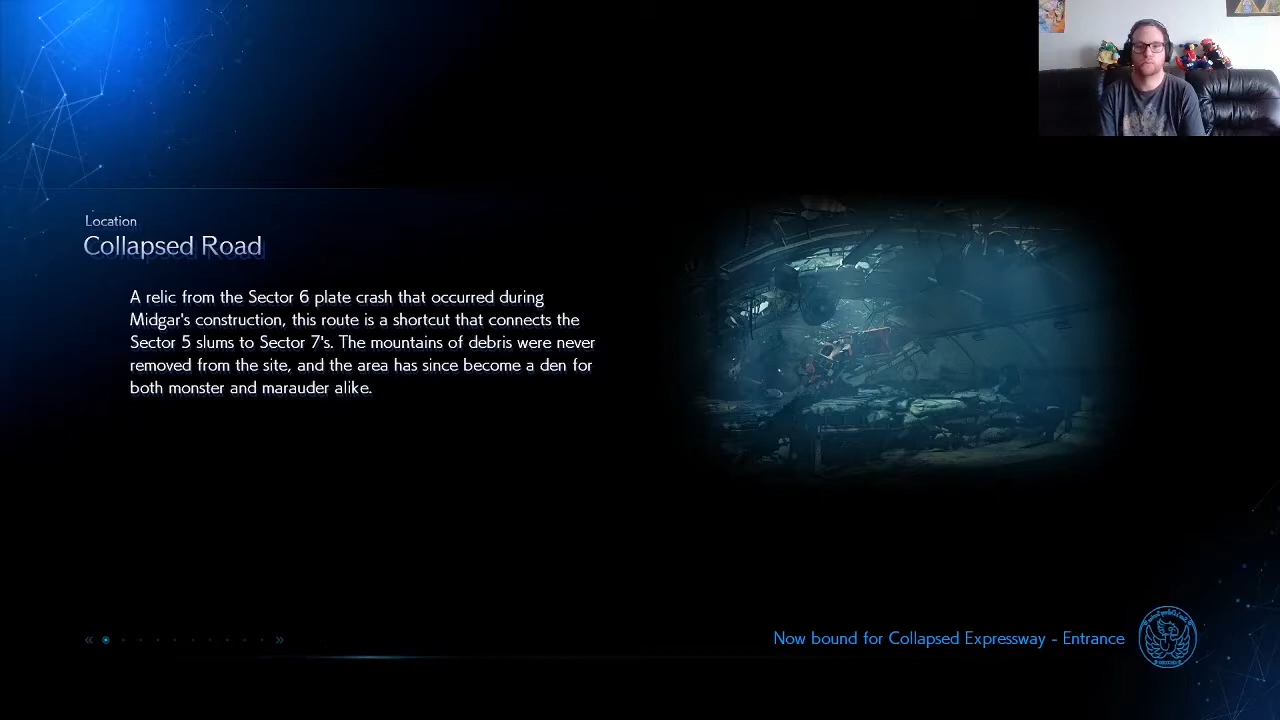 Location
Collapsed Road
A relic from the Sector 6 plate crash that occurred during
Midgar's construction, this route is a shortcut that connects the
Sector 5 slums to Sector 7's. The mountains of debris were never
removed from the site, and the area has since become a den for
both monster and marauder alike.
Now bound for Collapsed Expressway - Entrance